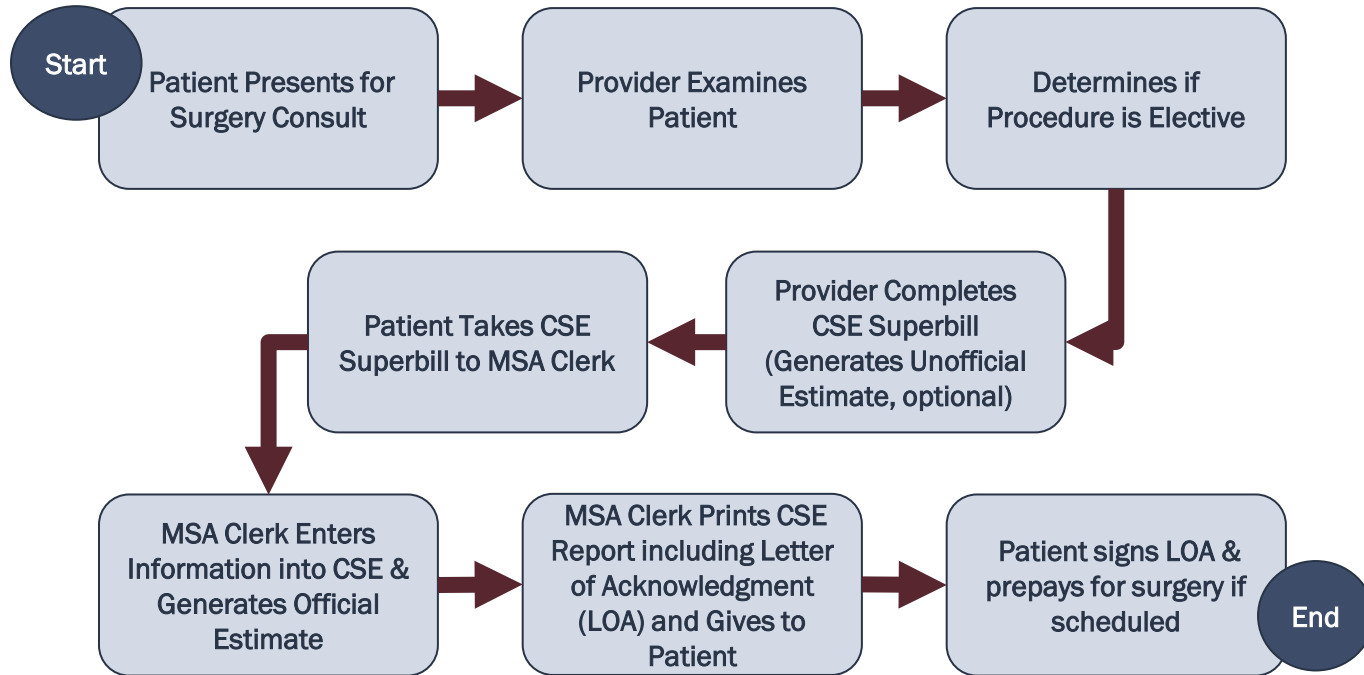 Start
Patient Presents for
Surgery Consult
Provider Examines
Patient
Determines if
Procedure is Elective
Provider Completes
CSE Superbill
(Generates Unofficial
Estimate, optional)
Patient Takes CSE
Superbill to MSA Clerk
MSA Clerk Enters
Information into CSE &
Generates Official
Estimate
MSA Clerk Prints CSE
Report including Letter
of Acknowledgment
(LOA) and Gives to
Patient
Patient signs LOA &
prepays for surgery if
scheduled
End